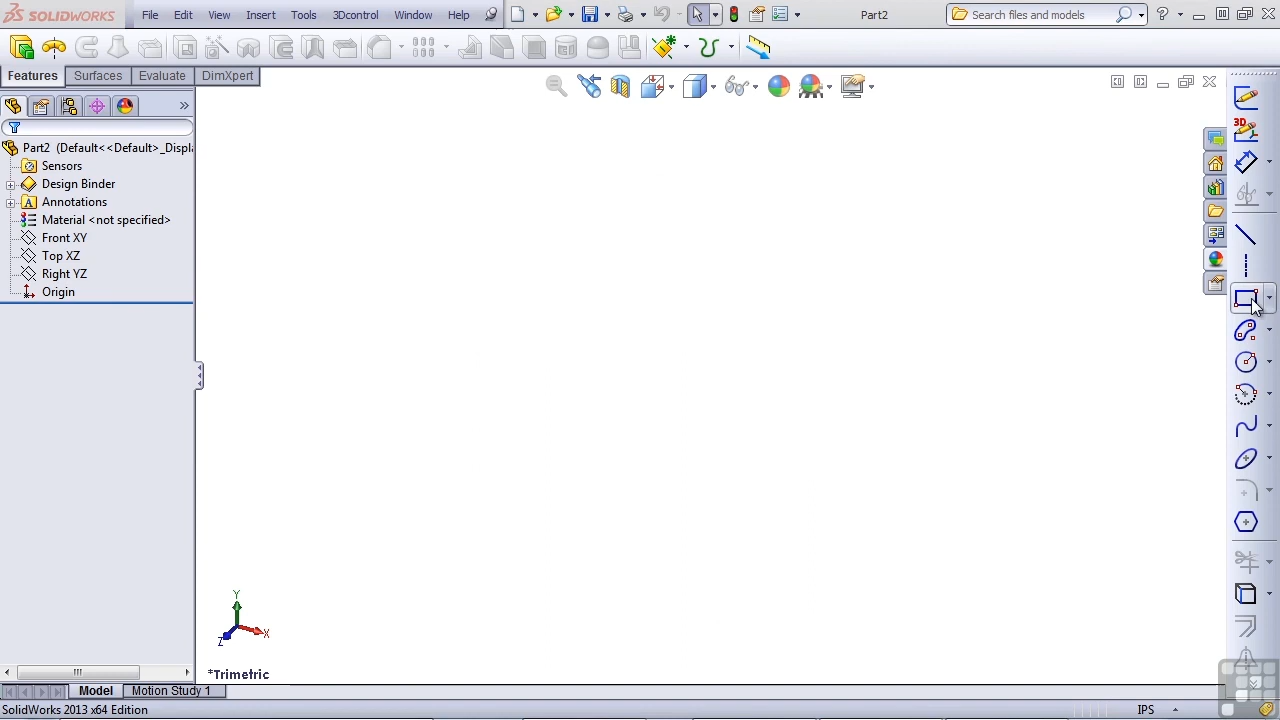 SOLIDWORKS File Edit View Insert Tools 3Dcontrol Window Help Part2 Search files and models
Features Surfaces Evaluate DimXpert
3D
Part2 (Default<<Default>_Displa
Sensors
Design Binder
A Annotations
Material <not specified>
Front XY
Top XZ
Right YZ
Origin
Y
X
Z
*Trimetric
Model Motion Study 1
SolidWorks 2013 x64 Edition IPS